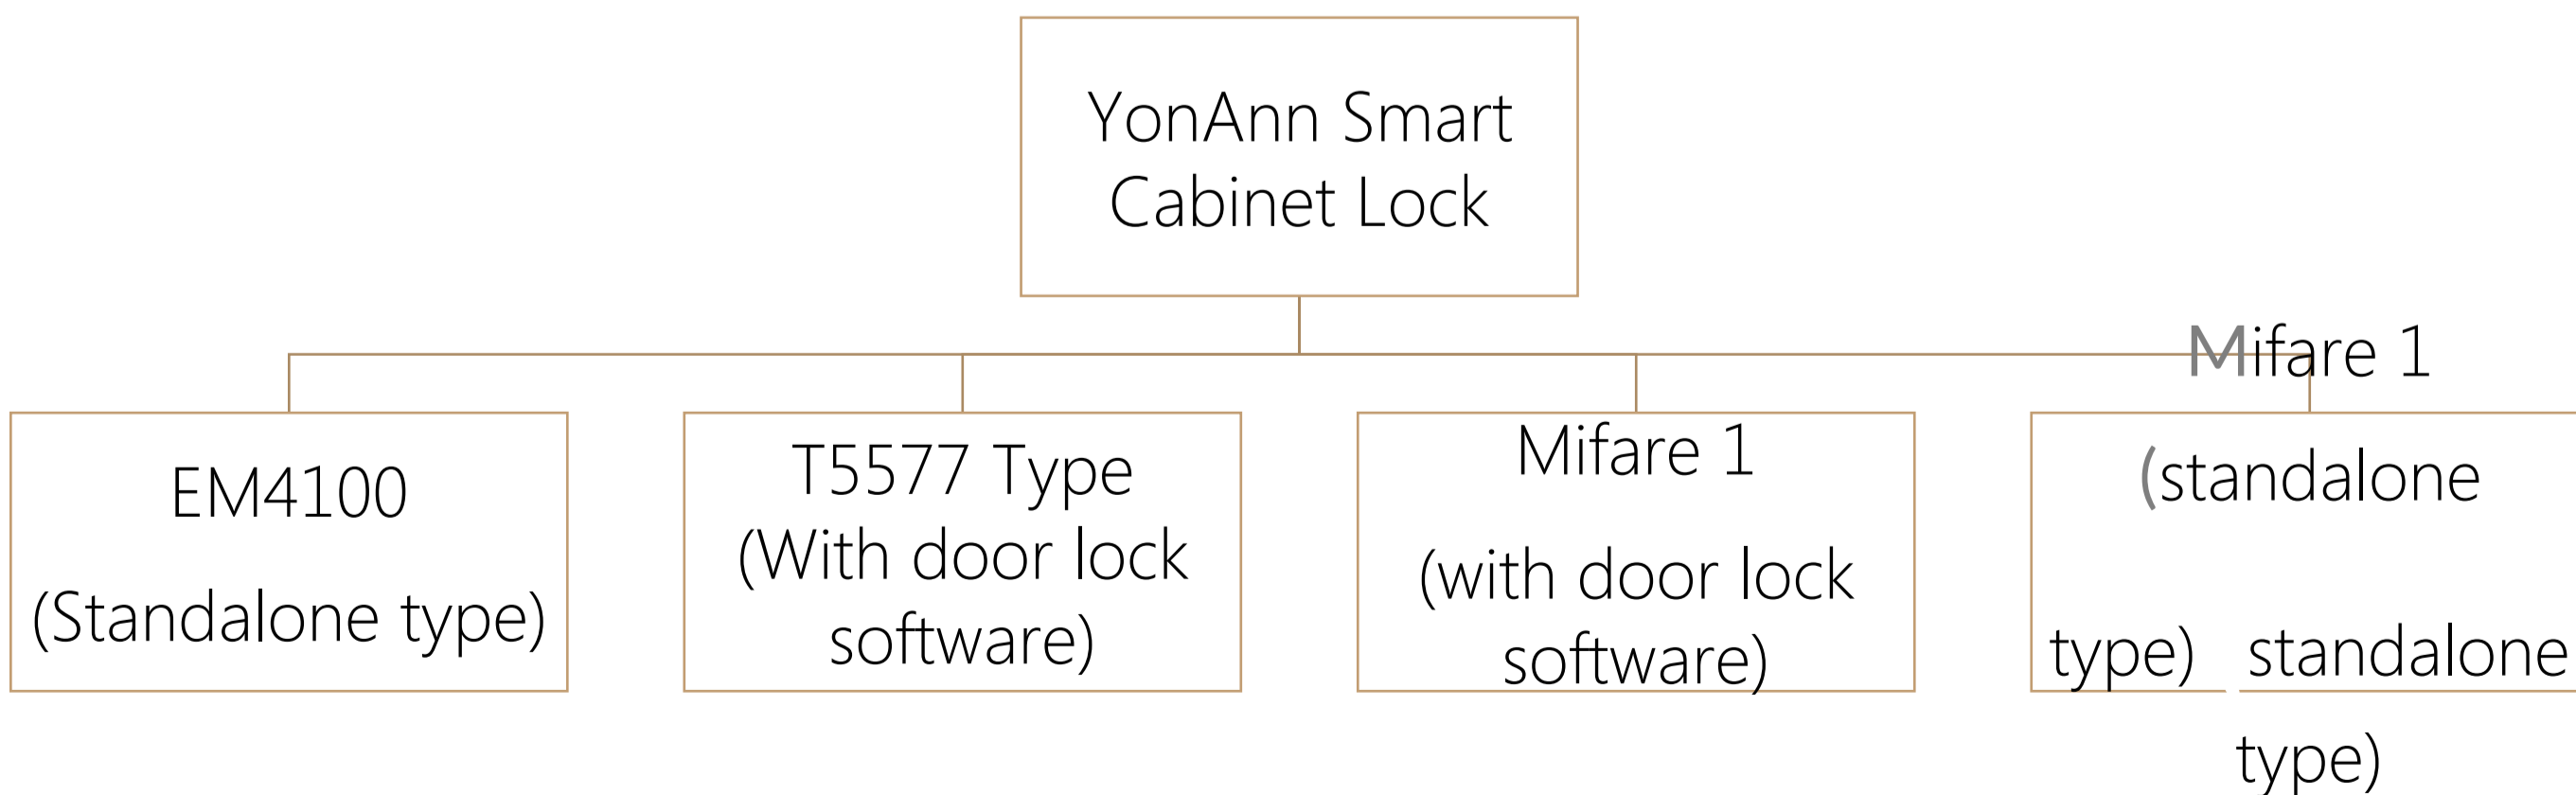 YonAnn Smart
Cabinet Lock
EM4100
(Standalone type)
T5577 Type
(With door lock
software)
Mifare 1
(with door lock
software)
Mifare 1
(standalone
type) standalone
type)